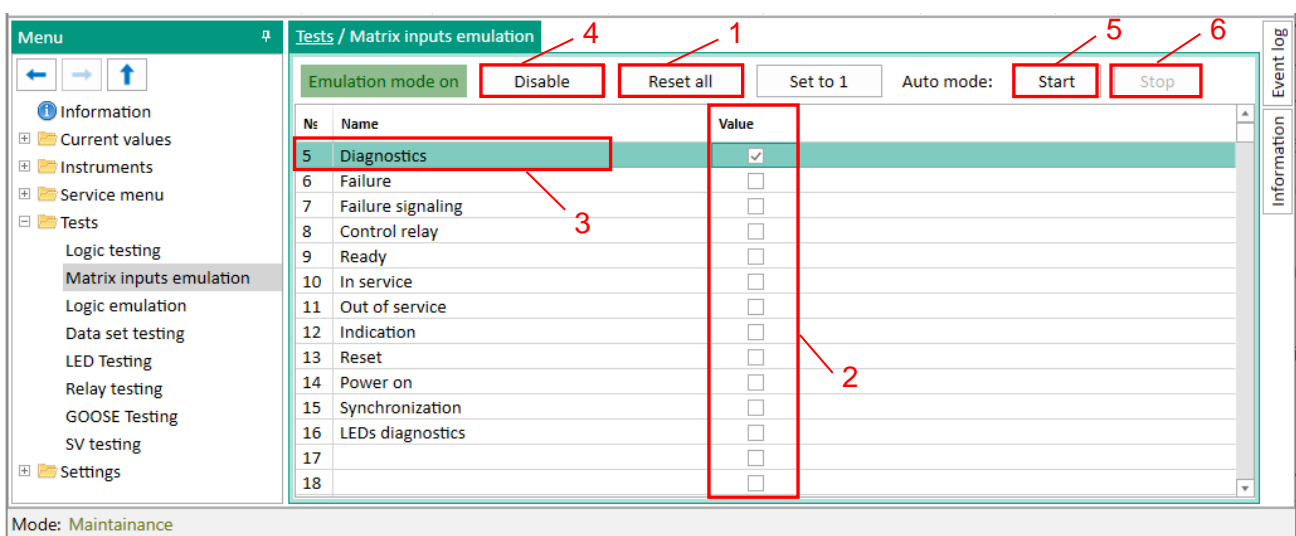 Menu
Information
Current values
Instruments
Service menu
Tests
Logic testing
Matrix inputs emulation
Logic emulation
Data set testing
LED Testing
Relay testing
GOOSE Testing
SV testing
Settings
Tests / Matrix inputs emulation
4 1 5 6
Emulation mode on Disable Reset all Set to 1 Auto mode: Start Stop
№ Name Value
5 Diagnostics
6 Failure
7 Failure signaling
8 Control relay
9 Ready
10 In service
11 Out of service
12 Indication
13 Reset
14 Power on
15 Synchronization
16 LEDs diagnostics
17
18
3
2
Event log
Information
Mode: Maintainance